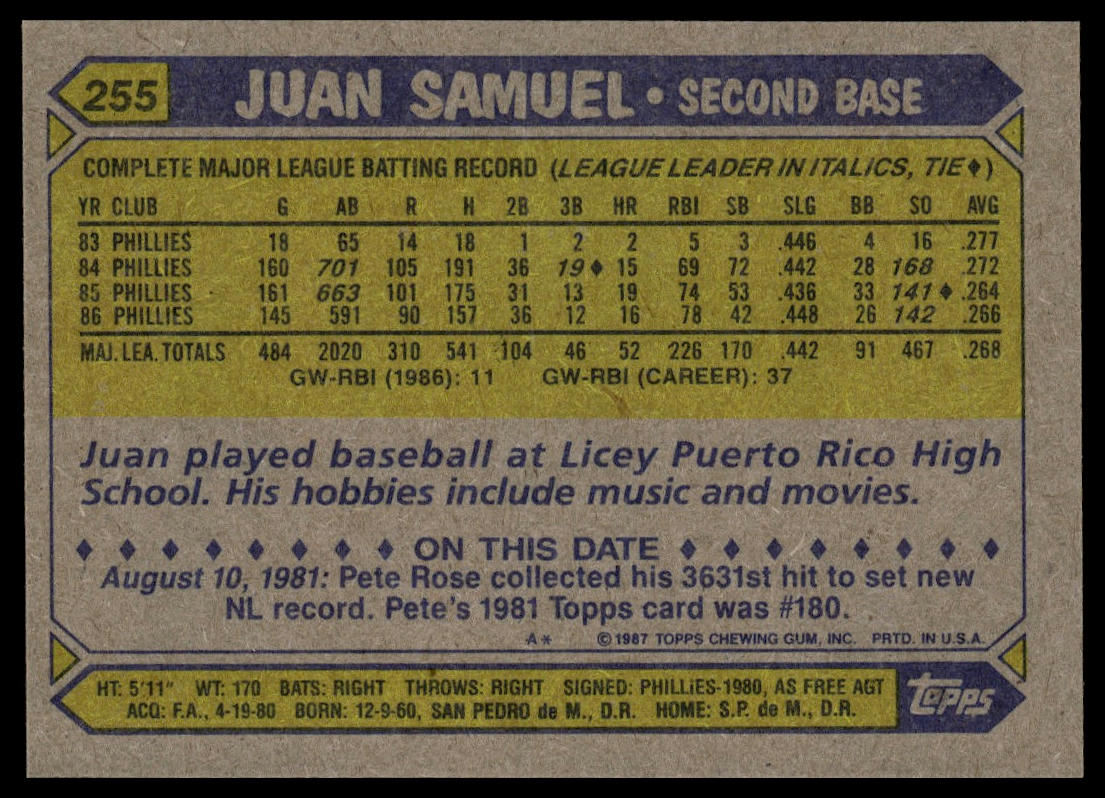 255 JUAN SAMUEL • SECOND BASE
COMPLETE MAJOR LEAGUE BATTING RECORD (LEAGUE LEADER IN ITALICS, TIE♦)
YR CLUB G AB R H 2B 3B HR RBI SB SLG BB SO AVG
83 PHILLIES 18 65 14 18 1 2 2 5 3 .446 4 16 .277
84 PHILLIES 160 701 105 191 36 19♦ 15 69 72 .442 28 168 .272
85 PHILLIES 161 663 101 175 31 13 19 74 53 .436 33 141♦ .264
86 PHILLIES 145 591 90 157 36 12 16 78 42 .448 26 142 .266
MAJ. LEA. TOTALS 484 2020 310 541 104 46 52 226 170 .442 91 467 .268
GW-RBI (1986): 11 GW-RBI (CAREER): 37
Juan played baseball at Licey Puerto Rico High
School. His hobbies include music and movies.
♦ ♦ ♦ ♦ ♦ ♦ ♦ ♦ ON THIS DATE ♦ ♦ ♦ ♦ ♦ ♦ ♦ ♦
August 10, 1981: Pete Rose collected his 3631st hit to set new
NL record. Pete's 1981 Topps card was #180.
A* © 1987 TOPPS CHEWING GUM, INC. PRTD. IN U.S.A.
HT: 5'11" WT: 170 BATS: RIGHT THROWS: RIGHT SIGNED: PHILLIES-1980, AS FREE AGT
ACQ: F.A., 4-19-80 BORN: 12-9-60, SAN PEDRO de M., D.R. HOME: S.P. de M., D.R.
topps